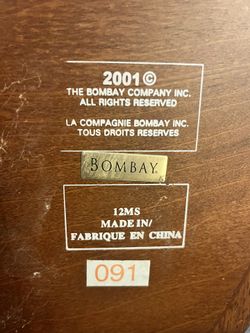 2001©
THE BOMBAY COMPANY INC.
ALL RIGHTS RESERVED
LA COMPAGNIE BOMBAY INC.
TOUS DROITS RESERVES
BOMBAY
12MS
MADE IN/
FABRIQUE EN CHINA
091